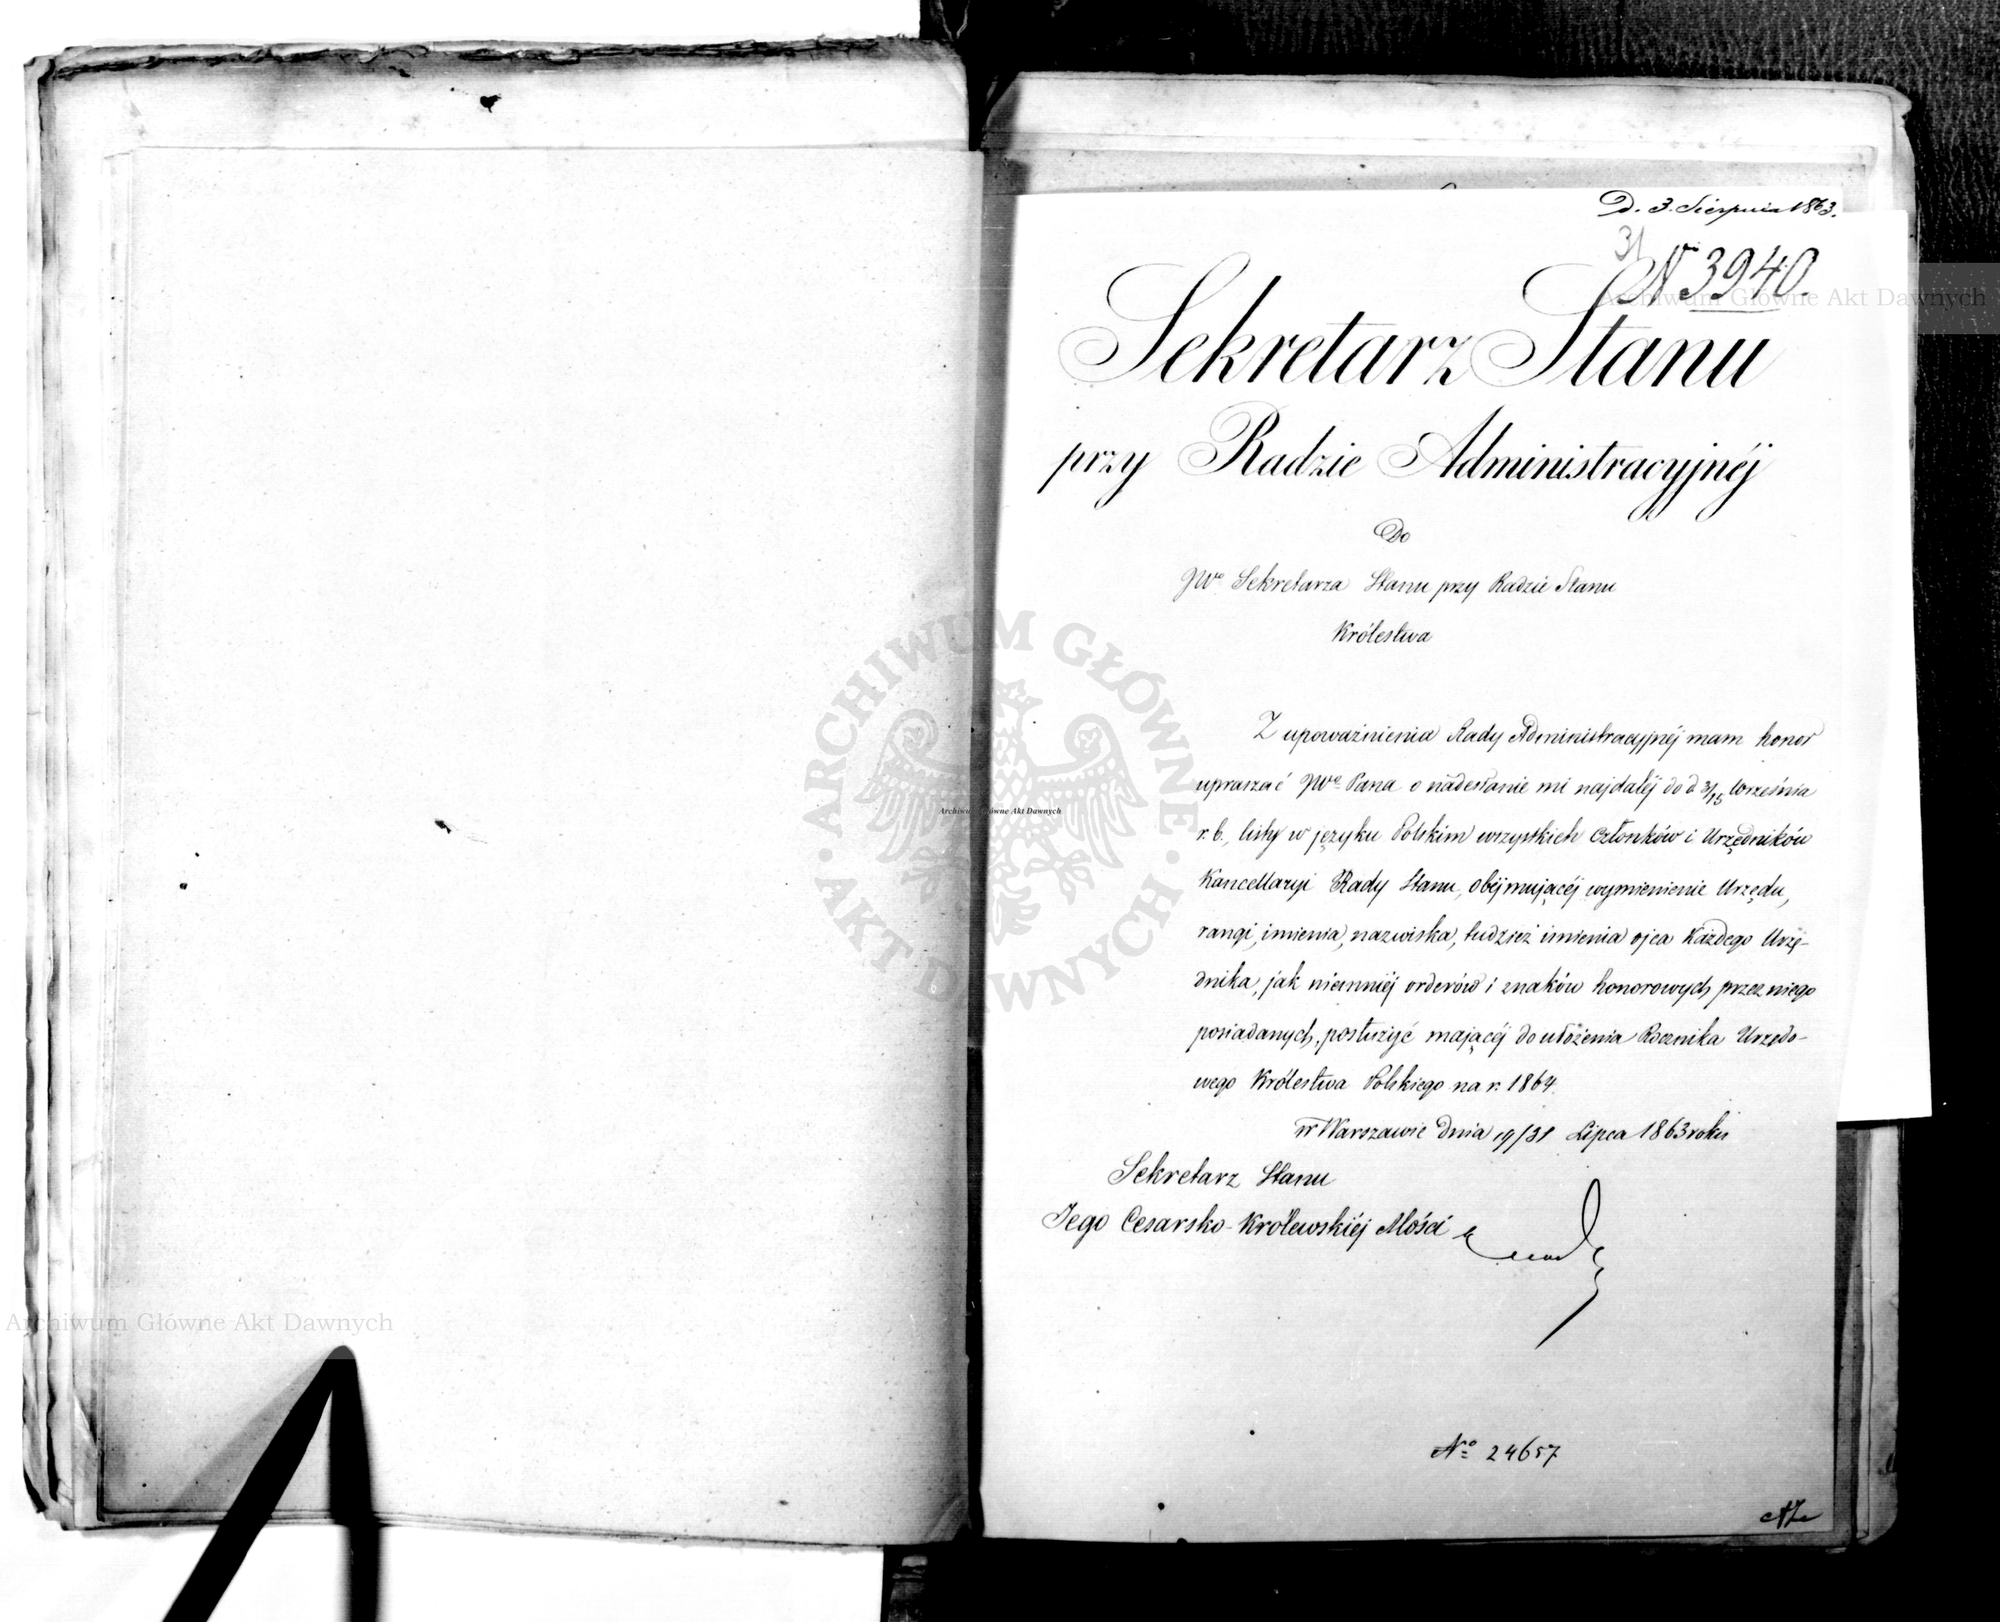 D. 3. Sierpnia 1863.
31
N 3940.
Sekretarz Stanu
przy Radzie Administracyjnéj
Do
JWo Sekretarza Stanu przy Radzie Stanu
Królestwa
Z upoważnienia Rady Administracyjnéj mam honor
upraszać JWo Pana o nadesłanie mi najdaléj do d 3/15 Września
r. b., listy w języku Polskim wszystkich Członków i Urzędników
Kancellaryi Rady Stanu, obéjmującéj wymienienie Urzędu,
rangi, imienia, nazwiska, tudzież imienia ojca Każdego Urzę-
dnika, jak niemniéj orderów i znaków honorowych przez niego
posiadanych, posłużyć mającéj do ułożenia Rocznika Urzędo-
wego Królestwa Polskiego na r. 1864.
w Warszawie dnia 19/31 Lipca 1863 roku
Sekretarz Stanu
Jego Cesarsko-Królewskiéj Mości
No 24657
Archiwum Główne Akt Dawnych
Archiwum Główne Akt Dawnych
Archiwum Główne Akt Dawnych
ARCHIWUM GŁÓWNE AKT DAWNYCH